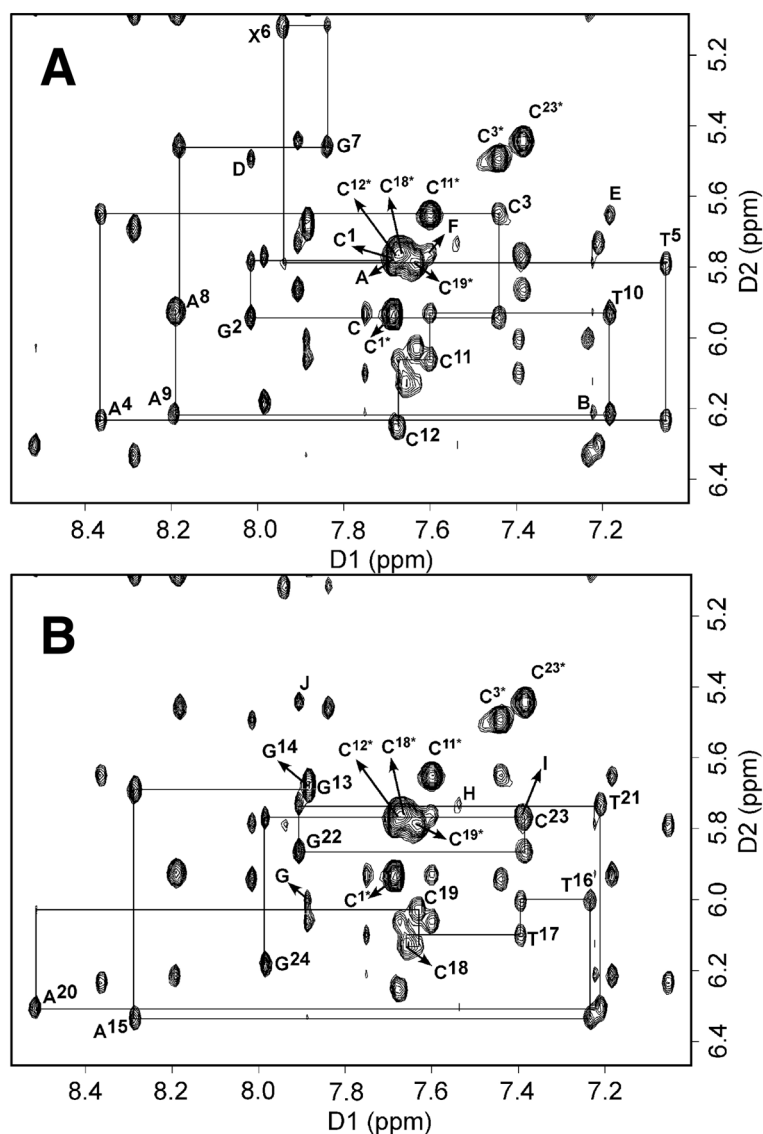 A
X6
C23*
C3*
G7
D
C12*
C18*
C11*
C3
E
C1
F
T5
A
C19*
A8
T10
G2
C
C1*
C11
A9
B
A4
C12
5.2
5.4
5.6
5.8
6.0
6.2
6.4
D2 (ppm)
8.4 8.2 8.0 7.8 7.6 7.4 7.2
D1 (ppm)
B
C23*
J
C3*
G14
C12*
C18*
C11*
I
G13
H
T21
C23
G22
C19*
G
C1*
C19
T16
T17
G24
C18
A20
A15
5.2
5.4
5.6
5.8
6.0
6.2
6.4
D2 (ppm)
8.4 8.2 8.0 7.8 7.6 7.4 7.2
D1 (ppm)